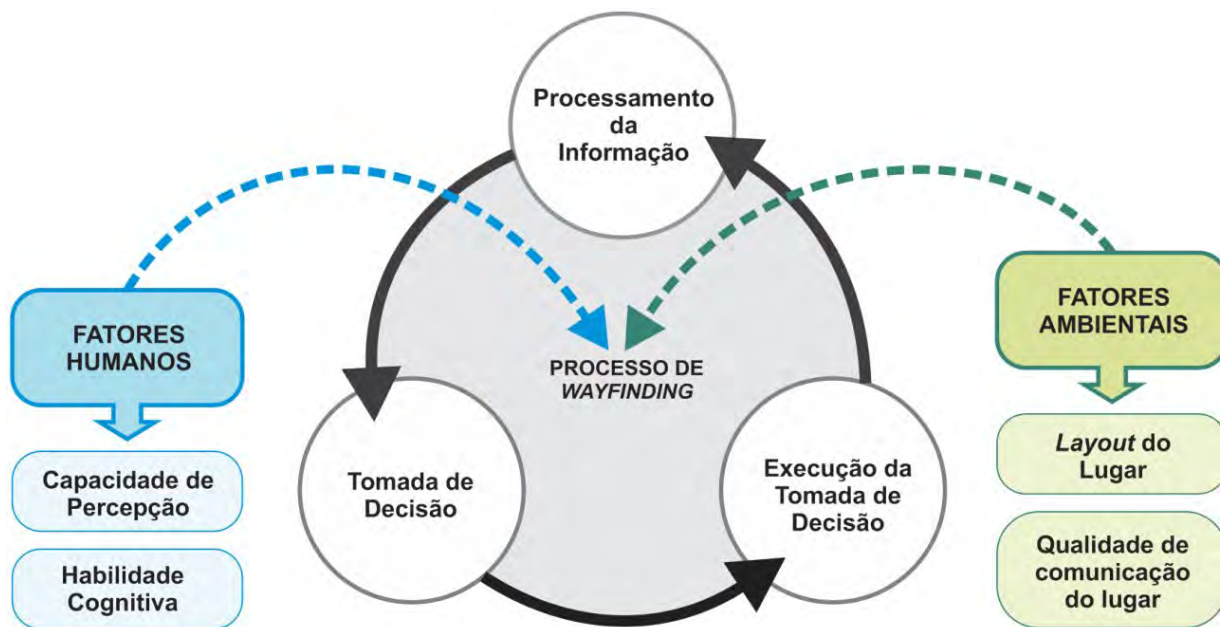 Processamento
da
Informação
FATORES
HUMANOS
Capacidade de
Percepção
Habilidade
Cognitiva
PROCESSO DE
WAYFINDING
Tomada de
Decisão
Execução da
Tomada de
Decisão
FATORES
AMBIENTAIS
Layout do
Lugar
Qualidade de
comunicação
do lugar